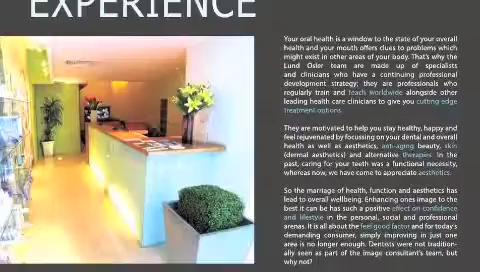 EXPERIENCE
Your oral health is a window to the state of your overall
health and your mouth offers clues to problems which
might exist in other areas of your body. That's why the
Lund Osler team are made up of specialists
and clinicians who have a continuing professional
development strategy; they are professionals who
regularly train and teach worldwide alongside other
leading health care clinicians to give you cutting edge
treatment options.
They are motivated to help you stay healthy, happy and
feel rejuvenated by focussing on your dental and overall
health as well as aesthetics, anti-aging beauty, skin
(dermal aesthetics) and alternative therapies. In the
past, caring for your teeth was a functional necessity,
whereas now, we have come to appreciate aesthetics.
So the marriage of health, function and aesthetics has
lead to overall wellbeing. Enhancing ones image to the
best it can be has such a positive effect on confidence
and lifestyle in the personal, social and professional
arenas. It is all about the feel good factor and for today's
demanding consumer, simply improving in just one
area is no longer enough. Dentists were not tradition-
ally seen as part of the image consultant's team, but
why not?